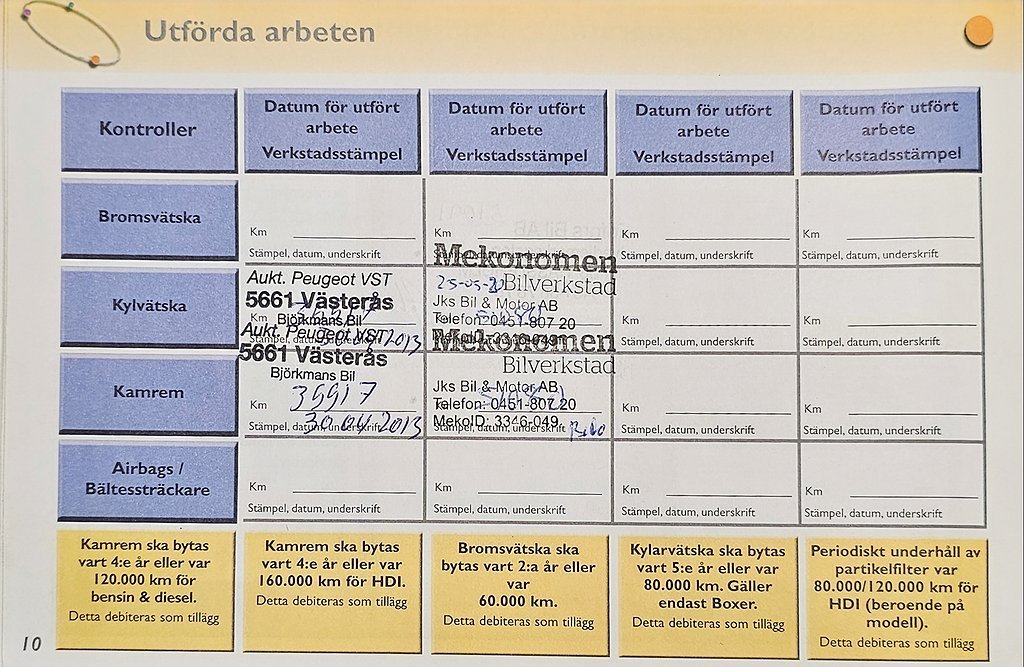 Utförda arbeten
Kontroller
Datum för utfört
arbete
Verkstadsstämpel
Datum för utfört
arbete
Verkstadsstämpel
Datum för utfört
arbete
Verkstadsstämpel
Datum för utfört
arbete
Verkstadsstämpel
Bromsvätska
Km
Stämpel, datum, underskrift
Km
Stämpel, datum, underskrift
Km
Stämpel, datum, underskrift
Km
Stämpel, datum, underskrift
Kylvätska
Aukt. Peugeot VST
5661 Västerås
Björkmans Bil
Km
Mekonomen
Bilverkstad
Jks Bil & Motor AB
Telefon: 0451-807 20
Km
Stämpel, datum, underskrift
Km
Stämpel, datum, underskrift
Kamrem
Aukt. Peugeot VST
5661 Västerås
Björkmans Bil
Km 35517
Stämpel, datum, underskrift
30 04 2013
Mekonomen
Bilverkstad
Jks Bil & Motor AB
Telefon: 0451-807 20
MekoID: 3346-049
Stämpel, datum, underskrift
Km
Stämpel, datum, underskrift
Km
Stämpel, datum, underskrift
Airbags /
Bältessträckare
Km
Stämpel, datum, underskrift
Km
Stämpel, datum, underskrift
Km
Stämpel, datum, underskrift
Km
Stämpel, datum, underskrift
Kamrem ska bytas
vart 4:e år eller var
120.000 km för
bensin & diesel.
Detta debiteras som tillägg
Kamrem ska bytas
vart 4:e år eller var
160.000 km för HDI.
Detta debiteras som tillägg
Bromsvätska ska
bytas vart 2:a år eller
var
60.000 km.
Detta debiteras som tillägg
Kylarvätska ska bytas
vart 5:e år eller var
80.000 km. Gäller
endast Boxer.
Detta debiteras som tillägg
Periodiskt underhåll av
partikelfilter var
80.000/120.000 km för
HDI (beroende på
modell).
Detta debiteras som tillägg
10